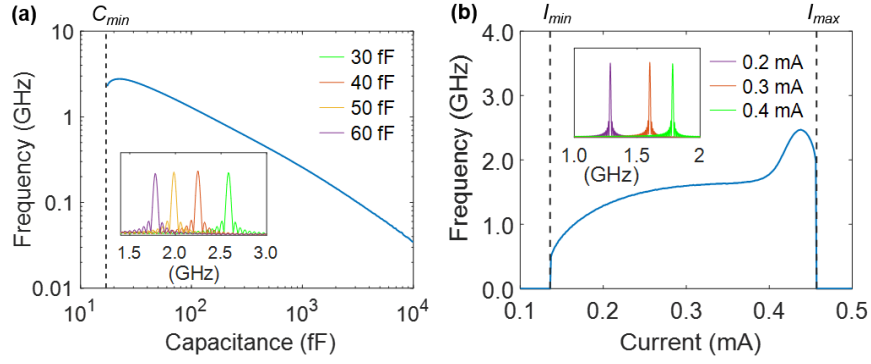 (a)
C_min
Frequency (GHz)
10
1
0.1
0.01
30 fF
40 fF
50 fF
60 fF
1.5 2.0 2.5 3.0
(GHz)
10^1 10^2 10^3 10^4
Capacitance (fF)
(b)
I_min
I_max
Frequency (GHz)
4.0
3.0
2.0
1.0
0.0
0.2 mA
0.3 mA
0.4 mA
1.0 1.5 2
(GHz)
0.1 0.2 0.3 0.4 0.5
Current (mA)